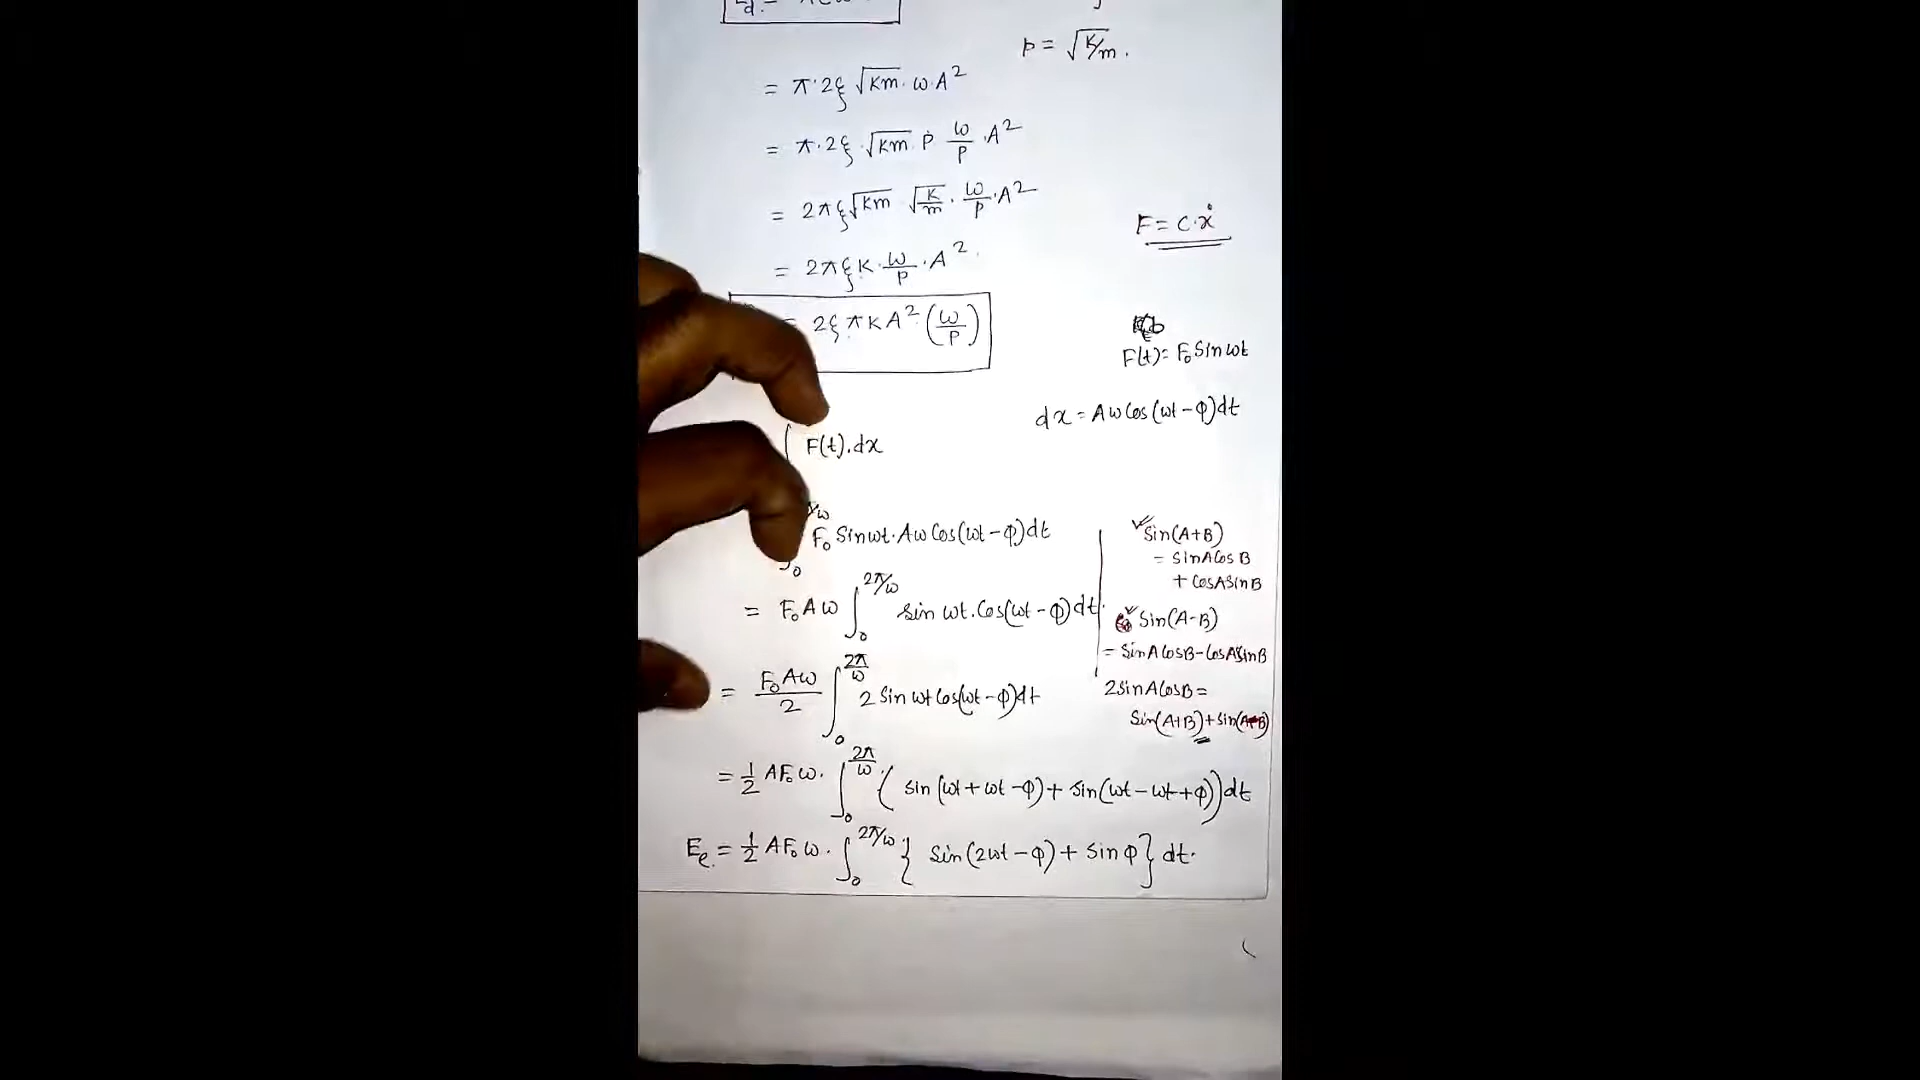 p = √K/m .
= π·2ξ √Km · ω·A²
= π·2ξ · √Km · p ω/p · A²
= 2πξ√Km √K/m · ω/p · A²
F = C·ẋ
= 2πξK · ω/p · A² .
= 2ξπKA² (ω/p)
F(t) = F₀ Sinωt
dx = Aω Cos(ωt - φ)dt
∫ F(t).dx
F₀ Sinωt · Aω Cos(ωt - φ)dt
Sin(A+B)
= SinA CosB
+ CosA SinB
= F₀Aω ∫₀^2π/ω Sin ωt. Cos(ωt - φ)dt.
Sin(A-B)
= SinA CosB - CosA SinB
= F₀Aω/2 ∫₀^2π/ω 2 Sin ωt Cos(ωt - φ)dt
2SinA CosB =
Sin(A+B) + Sin(A-B)
= 1/2 AF₀ω. ∫₀^2π/ω ( Sin (ωt + ωt - φ) + Sin(ωt - ωt + φ))dt
Eₑ = 1/2 AF₀ω. ∫₀^2π/ω { Sin(2ωt - φ) + Sin φ} dt.